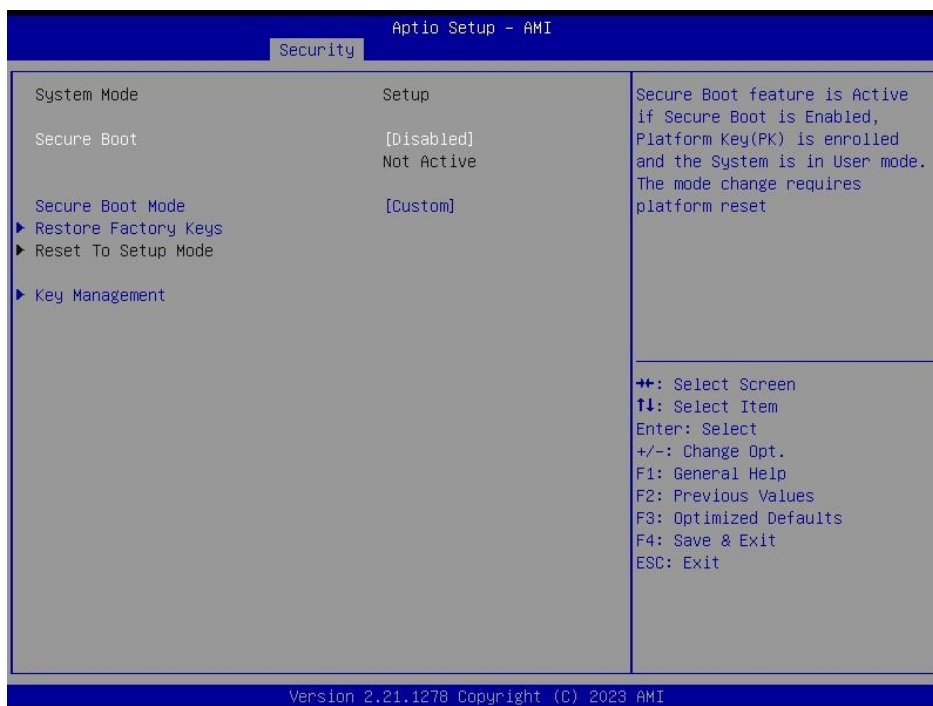 Aptio Setup - AMI
Security
System Mode Setup
Secure Boot [Disabled]
Not Active
Secure Boot Mode [Custom]
▶ Restore Factory Keys
▶ Reset To Setup Mode
▶ Key Management
Secure Boot feature is Active
if Secure Boot is Enabled,
Platform Key(PK) is enrolled
and the System is in User mode.
The mode change requires
platform reset
→←: Select Screen
↑↓: Select Item
Enter: Select
+/-: Change Opt.
F1: General Help
F2: Previous Values
F3: Optimized Defaults
F4: Save & Exit
ESC: Exit
Version 2.21.1278 Copyright (C) 2023 AMI